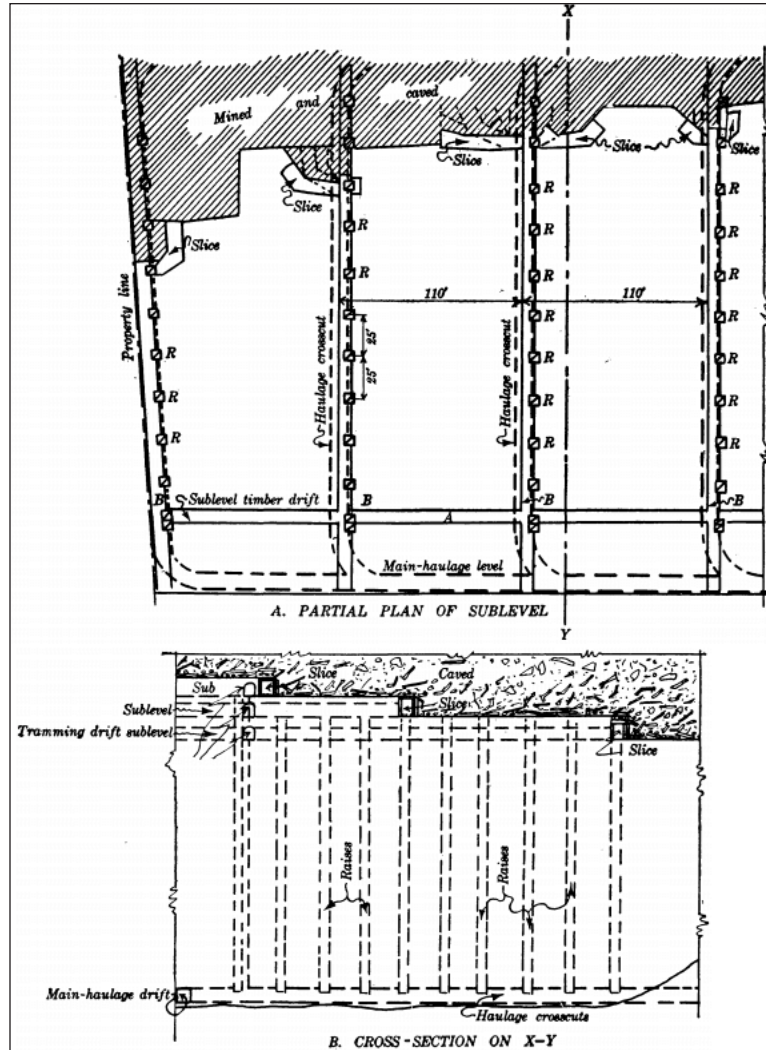 X
Mined and caved
Slice
Slice
Slice
Slice
Slice
R
R
R
R
R
R
R
R
R
R
R
R
110'
110'
Property line
Haulage crosscut
25'
25'
Haulage crosscut
R
R
R
R
R
R
R
R
R
B
Sublevel timber drift
B
A
B
B
Main-haulage level
A. PARTIAL PLAN OF SUBLEVEL
Y
Sub
Slice
Caved
Sublevel
Slice
Tramming drift sublevel
Slice
Raises
Raises
Main-haulage drift
Haulage crosscuts
B. CROSS-SECTION ON X-Y